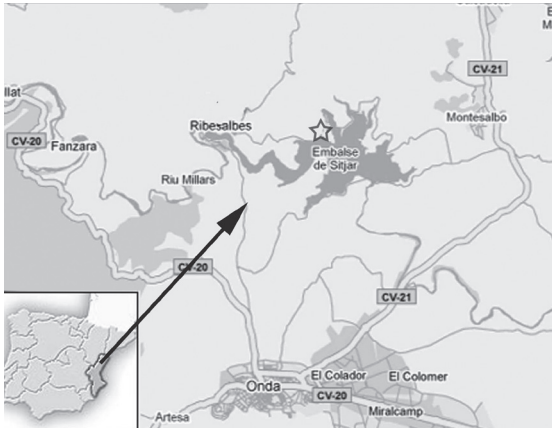 CV-21
llat
Ribesalbes
Montesalbo
CV-20
Fanzara
Embalse
de Sitjar
Riu Millars
CV-20
CV-21
El Colador
El Colomer
Onda
CV-20
Artesa
Miralcamp